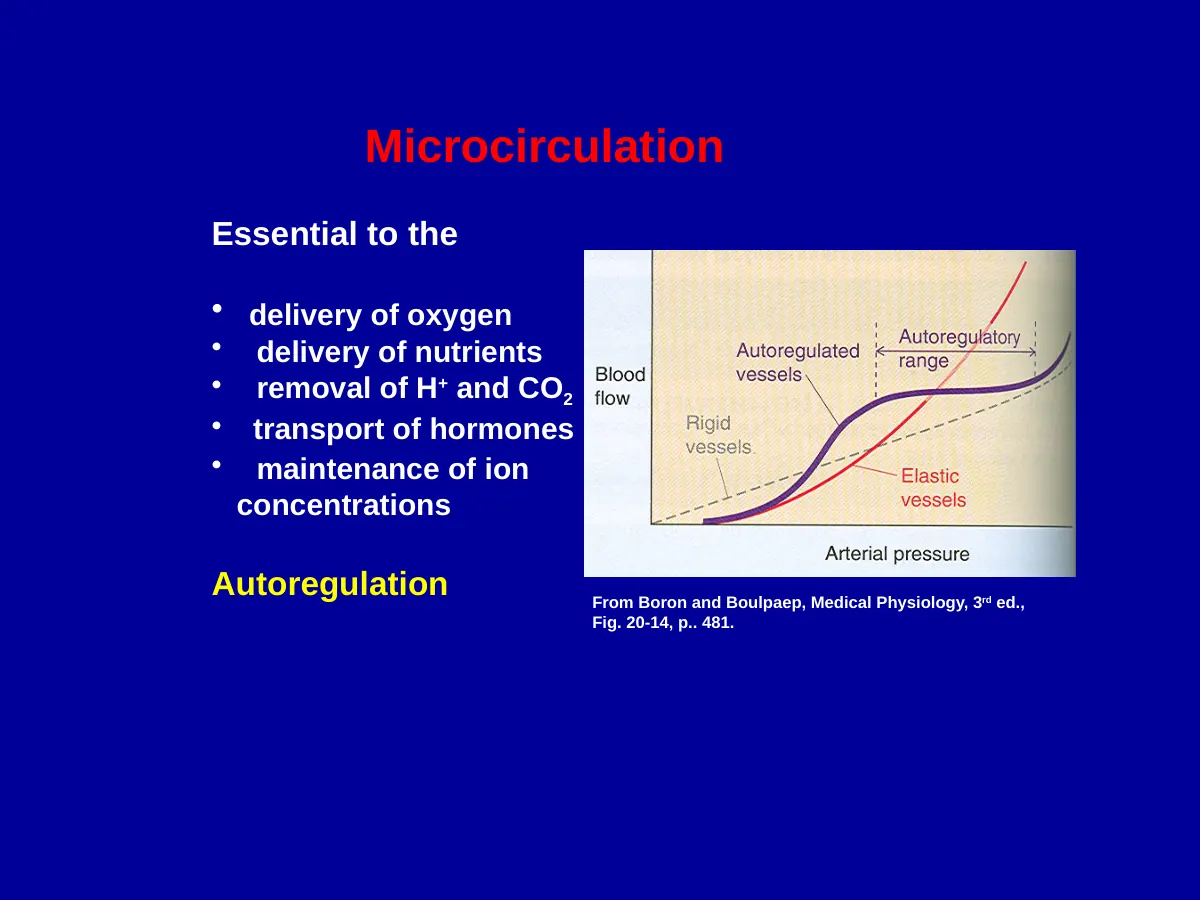 Microcirculation
Essential to the
• delivery of oxygen
• delivery of nutrients
• removal of H⁺ and CO₂
• transport of hormones
• maintenance of ion
concentrations
Autoregulation
Blood
flow
Autoregulated
vessels
Autoregulatory
range
Rigid
vessels
Elastic
vessels
Arterial pressure
From Boron and Boulpaep, Medical Physiology, 3rd ed.,
Fig. 20-14, p.. 481.